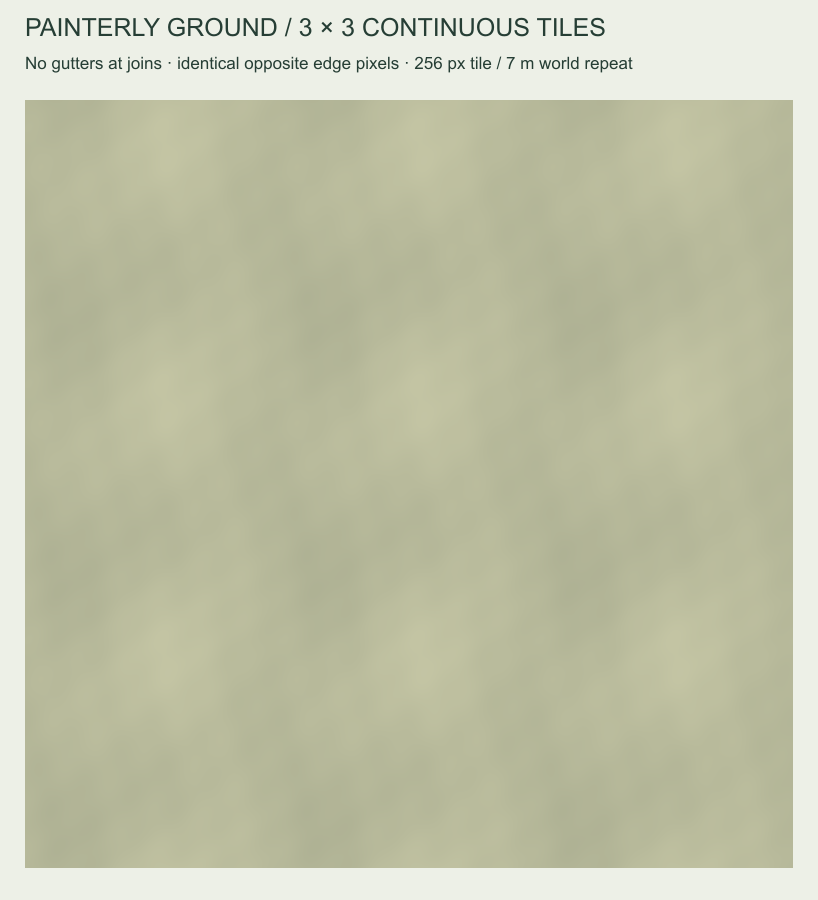 PAINTERLY GROUND / 3 × 3 CONTINUOUS TILES
No gutters at joins · identical opposite edge pixels · 256 px tile / 7 m world repeat